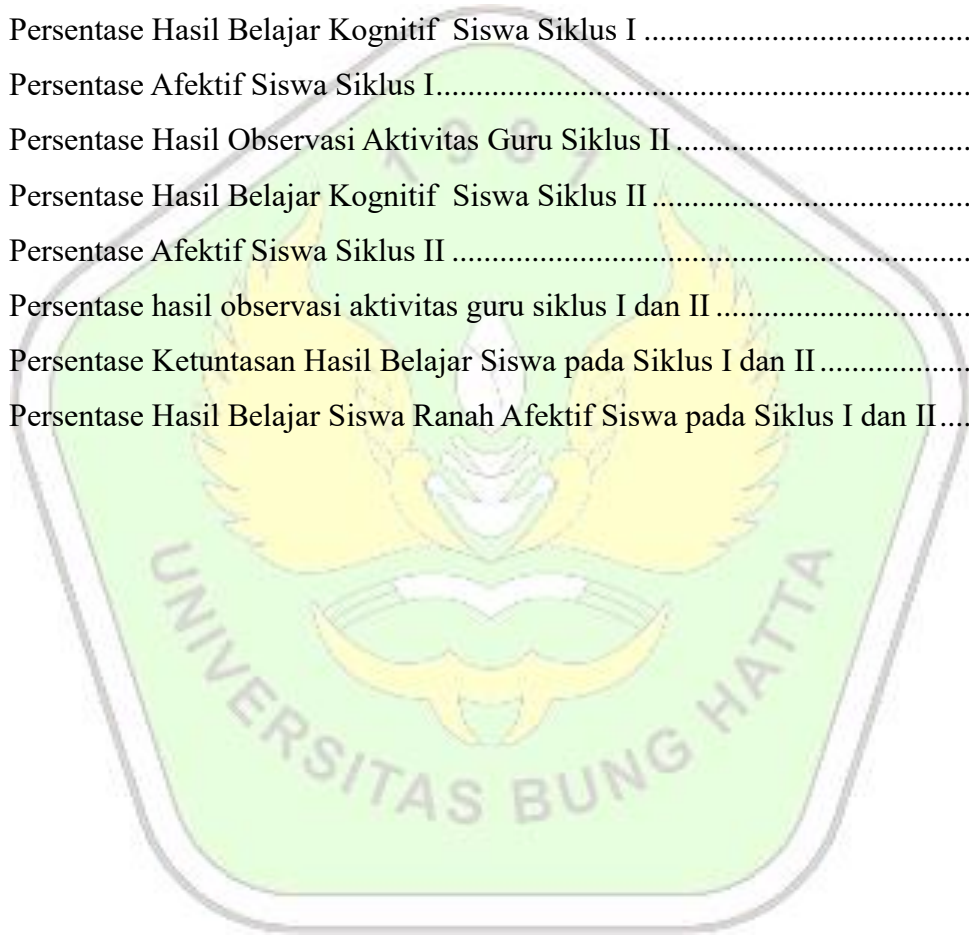 Persentase Hasil Belajar Kognitif  Siswa Siklus I ......................................
Persentase Afektif Siswa Siklus I..............................................................
Persentase Hasil Observasi Aktivitas Guru Siklus II ..................................
Persentase Hasil Belajar Kognitif  Siswa Siklus II.....................................
Persentase Afektif Siswa Siklus II ............................................................
Persentase hasil observasi aktivitas guru siklus I dan II .............................
Persentase Ketuntasan Hasil Belajar Siswa pada Siklus I dan II .................
Persentase Hasil Belajar Siswa Ranah Afektif Siswa pada Siklus I dan II....
1981
UNIVERSITAS BUNG HATTA